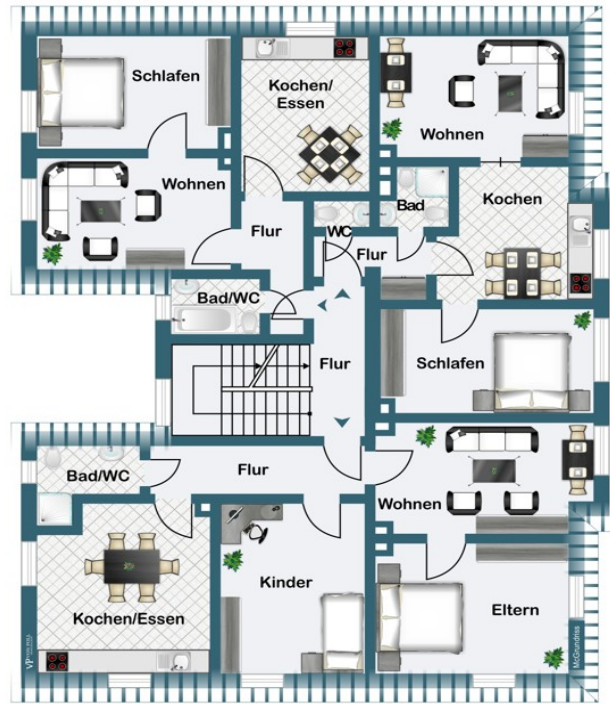 Schlafen
Kochen/
Essen
Wohnen
Wohnen
Bad
Kochen
WC
Flur
Flur
Bad/WC
Flur
Schlafen
Bad/WC
Flur
Wohnen
Kinder
Kochen/Essen
Eltern
VP
McGrundriss